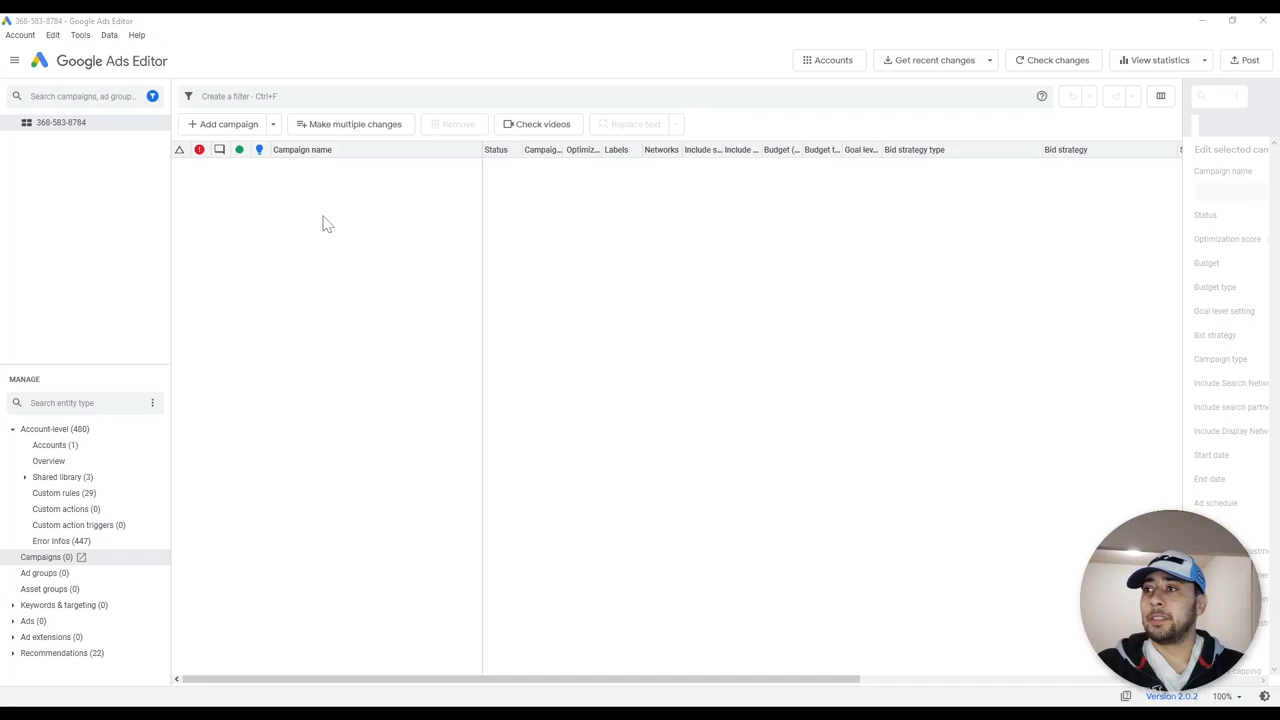 368-583-8784 - Google Ads Editor
Account Edit Tools Data Help
Google Ads Editor
Accounts
Get recent changes
Check changes
View statistics
Post
Search campaigns, ad group...
Create a filter - Ctrl+F
368-583-8784
Add campaign
Make multiple changes
Remove
Check videos
Replace text
Campaign name Status Campaig... Optimiz... Labels Networks Include s... Include ... Budget (... Budget t... Goal lev... Bid strategy type Bid strategy
Edit selected can
Campaign name
Status
Optimization score
Budget
Budget type
Goal level setting
Bid strategy
Campaign type
Include Search Netw
Include search partne
Include Display Netw
Start date
End date
Ad schedule
capping
MANAGE
Search entity type
Account-level (480)
Accounts (1)
Overview
Shared library (3)
Custom rules (29)
Custom actions (0)
Custom action triggers (0)
Error Infos (447)
Campaigns (0)
Ad groups (0)
Asset groups (0)
Keywords & targeting (0)
Ads (0)
Ad extensions (0)
Recommendations (22)
Version 2.0.2
100%